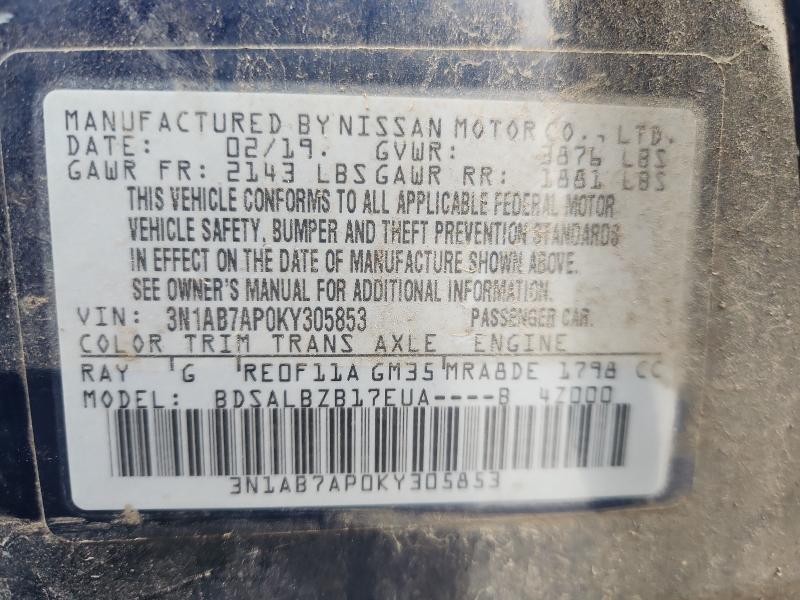 MANUFACTURED BY NISSAN MOTOR CO., LTD.
DATE: 02/19. GVWR: 3876 LBS
GAWR FR: 2143 LBS GAWR RR: 1881 LBS
THIS VEHICLE CONFORMS TO ALL APPLICABLE FEDERAL MOTOR
VEHICLE SAFETY, BUMPER AND THEFT PREVENTION STANDARDS
IN EFFECT ON THE DATE OF MANUFACTURE SHOWN ABOVE.
SEE OWNER'S MANUAL FOR ADDITIONAL INFORMATION.
VIN: 3N1AB7AP0KY305853 PASSENGER CAR.
COLOR TRIM TRANS AXLE ENGINE
RAY G RE0F11A GM35 MRA8DE 1798 CC
MODEL: BDSALBZB17EUA----B 4Z000
3N1AB7AP0KY305853